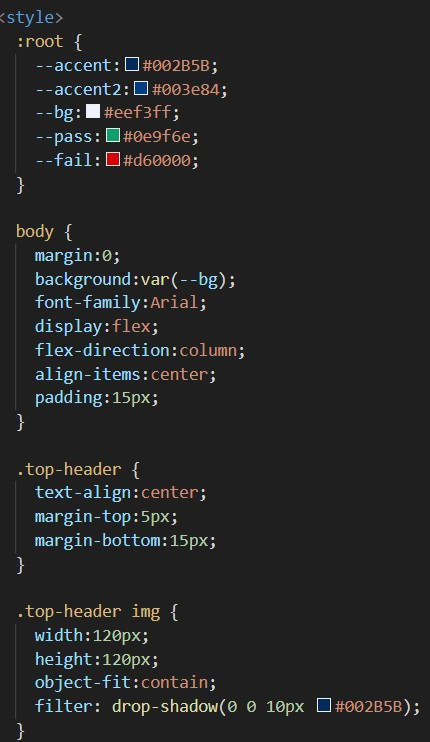 <style>
:root {
--accent:#002B5B;
--accent2:#003e84;
--bg:#eef3ff;
--pass:#0e9f6e;
--fail:#d60000;
}
body {
margin:0;
background:var(--bg);
font-family:Arial;
display:flex;
flex-direction:column;
align-items:center;
padding:15px;
}
.top-header {
text-align:center;
margin-top:5px;
margin-bottom:15px;
}
.top-header img {
width:120px;
height:120px;
object-fit:contain;
filter: drop-shadow(0 0 10px #002B5B);
}